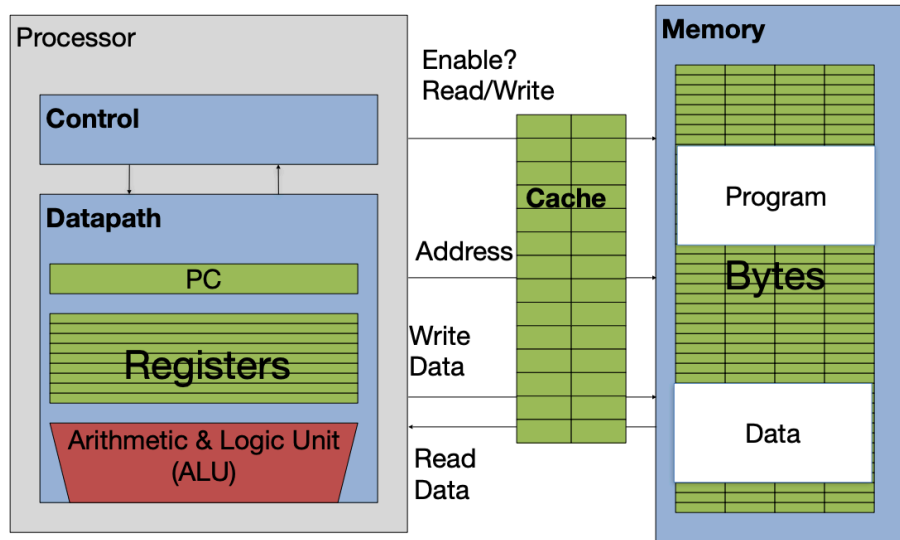 Processor
Control
Datapath
PC
Registers
Arithmetic & Logic Unit
(ALU)
Enable?
Read/Write
Cache
Address
Write
Data
Read
Data
Memory
Program
Bytes
Data